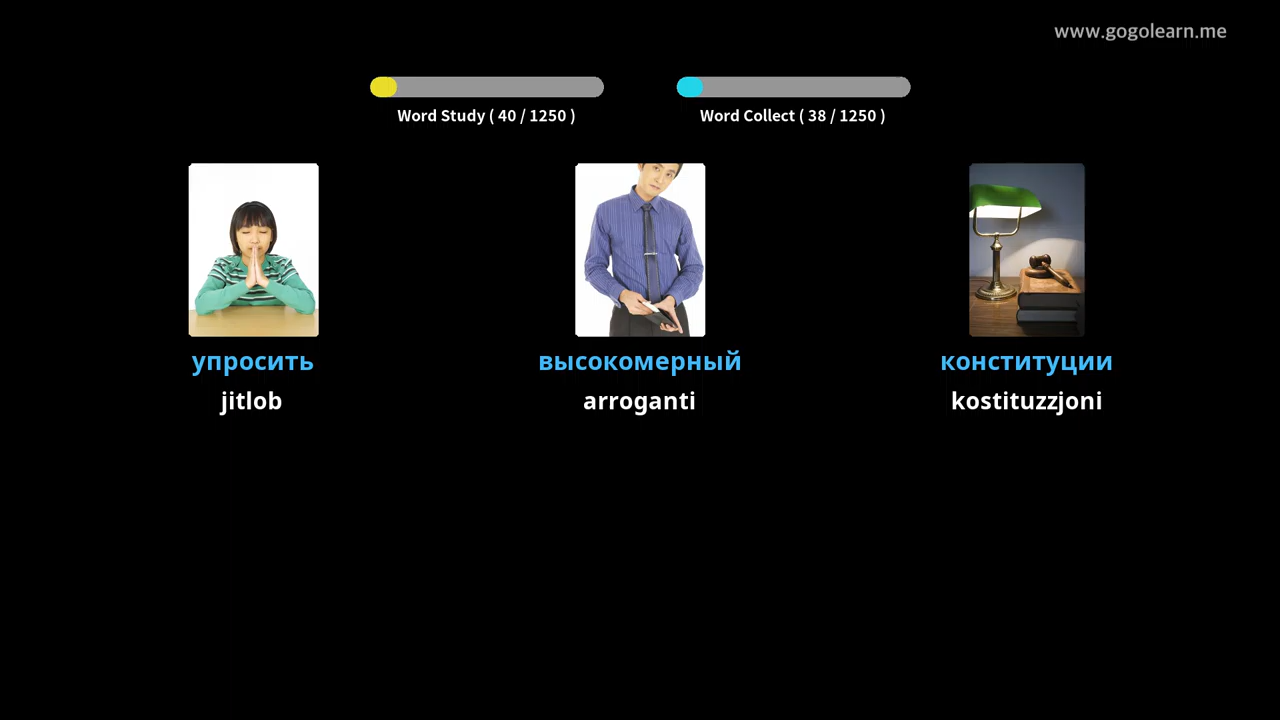 www.gogolearn.me
Word Study ( 40 / 1250 )
Word Collect ( 38 / 1250 )
упросить
высокомерный
конституции
jitlob
arroganti
kostituzzjoni